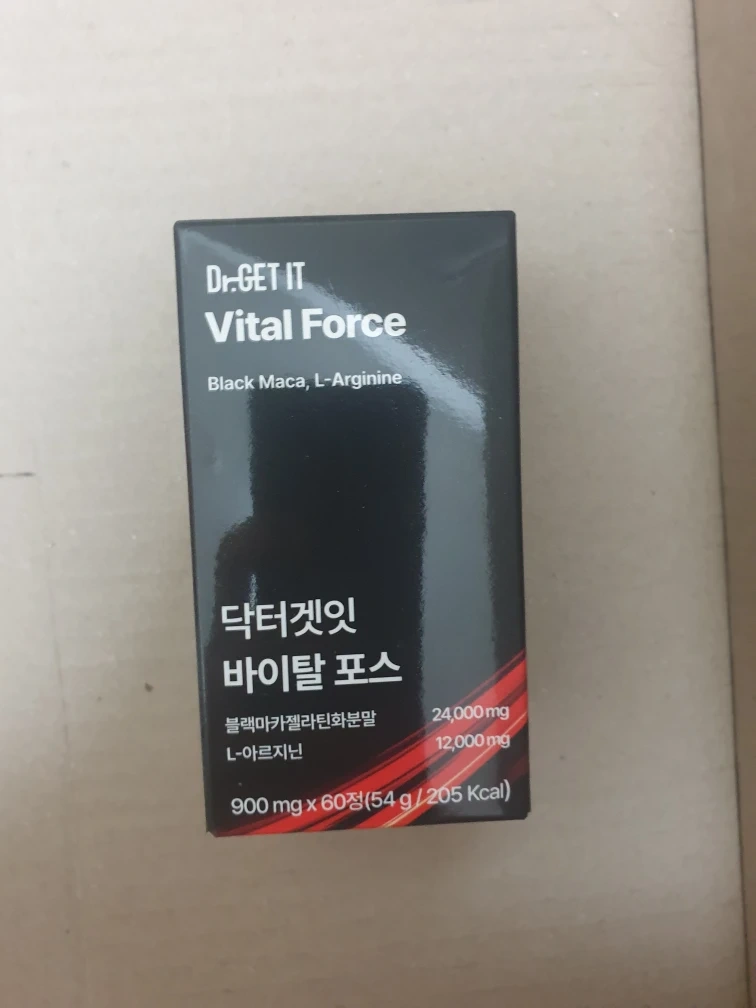 Dr.GET IT
Vital Force
Black Maca, L-Arginine
닥터겟잇
바이탈 포스
블랙마카젤라틴화분말 24,000 mg
L-아르지닌 12,000 mg
900 mg x 60정(54 g / 205 Kcal)